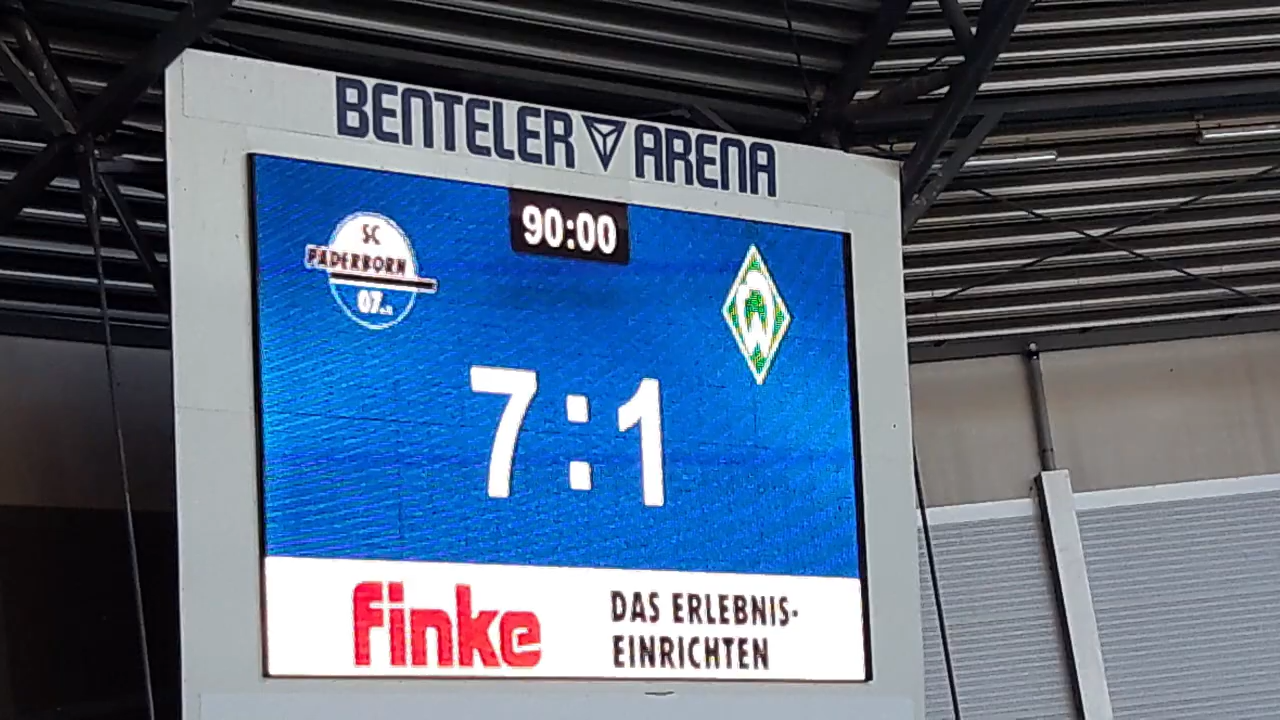 BENTELER ARENA
90:00
SC
PADERBORN
07
W
7:1
finke
DAS ERLEBNIS-
EINRICHTEN